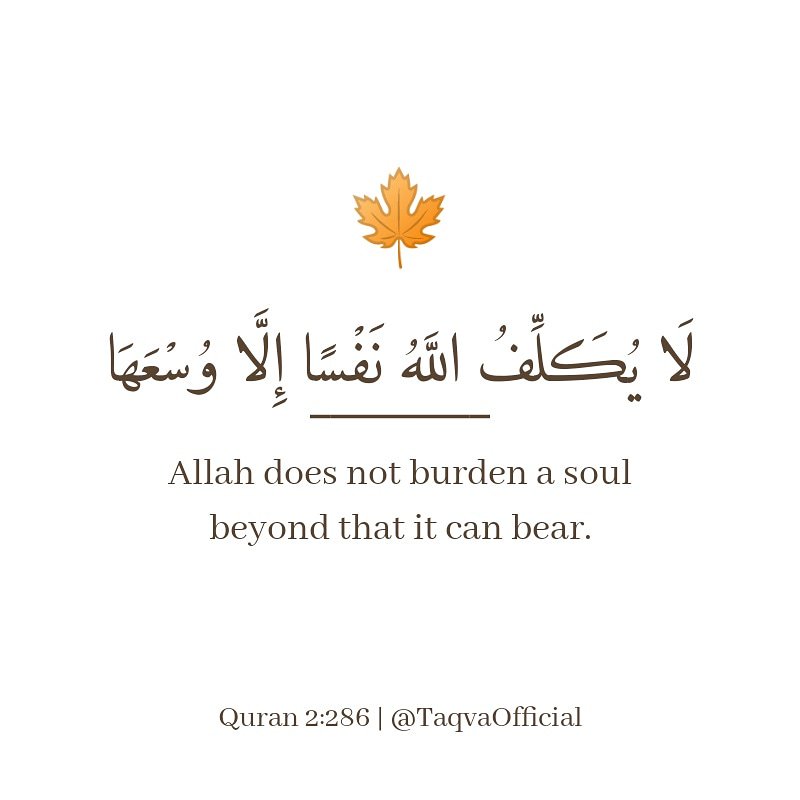 لَا يُكَلِّفُ اللَّهُ نَفْسًا إِلَّا وُسْعَهَا
Allah does not burden a soul
beyond that it can bear.
Quran 2:286 | @TaqvaOfficial